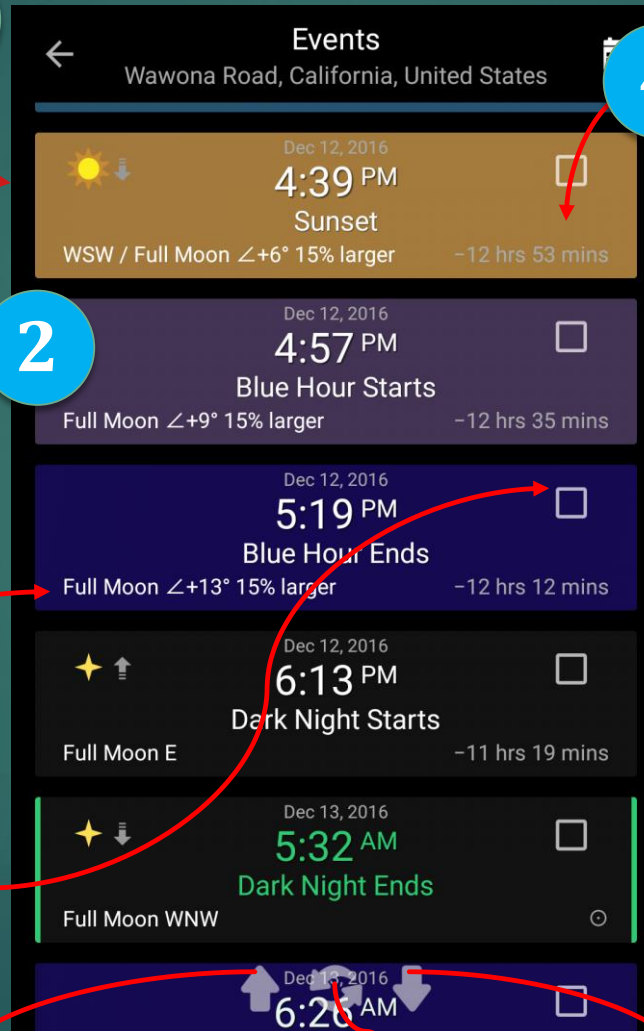 Events
Wawona Road, California, United States
Dec 12, 2016
4:39 PM
Sunset
WSW / Full Moon ∠+6° 15% larger −12 hrs 53 mins
2
Dec 12, 2016
4:57 PM
Blue Hour Starts
Full Moon ∠+9° 15% larger −12 hrs 35 mins
Dec 12, 2016
5:19 PM
Blue Hour Ends
Full Moon ∠+13° 15% larger −12 hrs 12 mins
Dec 12, 2016
6:13 PM
Dark Night Starts
Full Moon E −11 hrs 19 mins
Dec 13, 2016
5:32 AM
Dark Night Ends
Full Moon WNW
Dec 13, 2016
6:26 AM